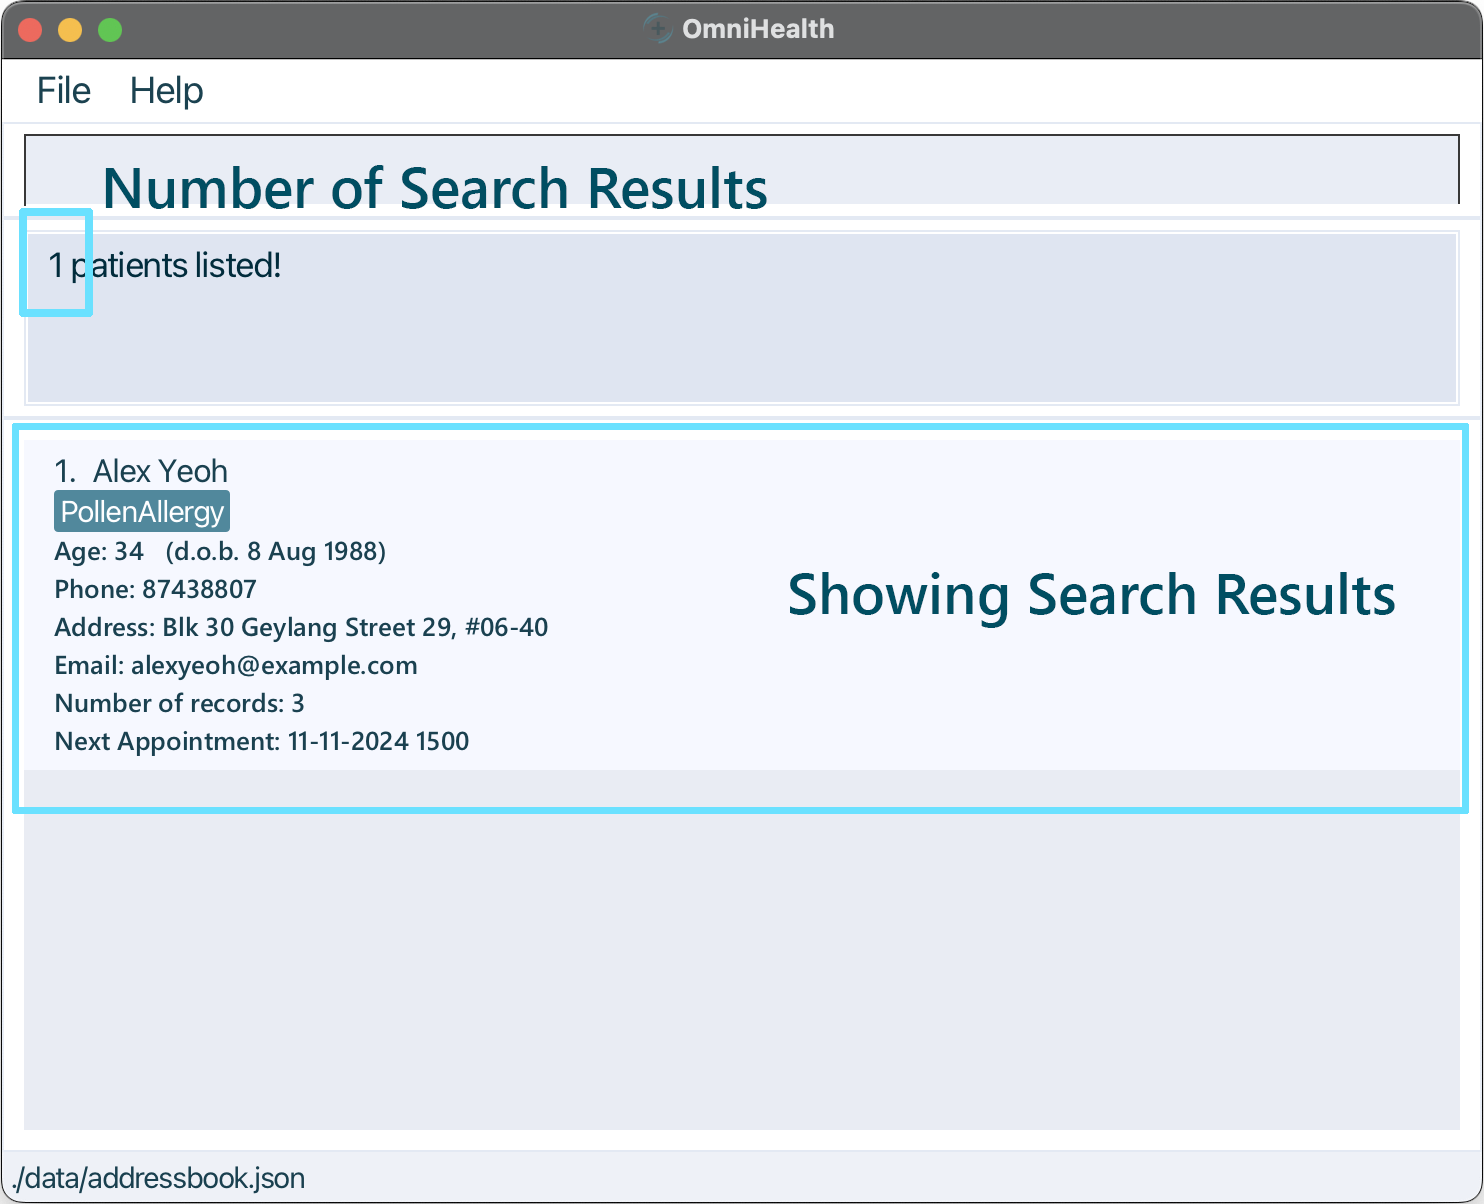 OmniHealth
File Help
Number of Search Results
1 patients listed!
1. Alex Yeoh
PollenAllergy
Age: 34 (d.o.b. 8 Aug 1988)
Phone: 87438807
Address: Blk 30 Geylang Street 29, #06-40
Email: alexyeoh@example.com
Number of records: 3
Next Appointment: 11-11-2024 1500
Showing Search Results
./data/addressbook.json